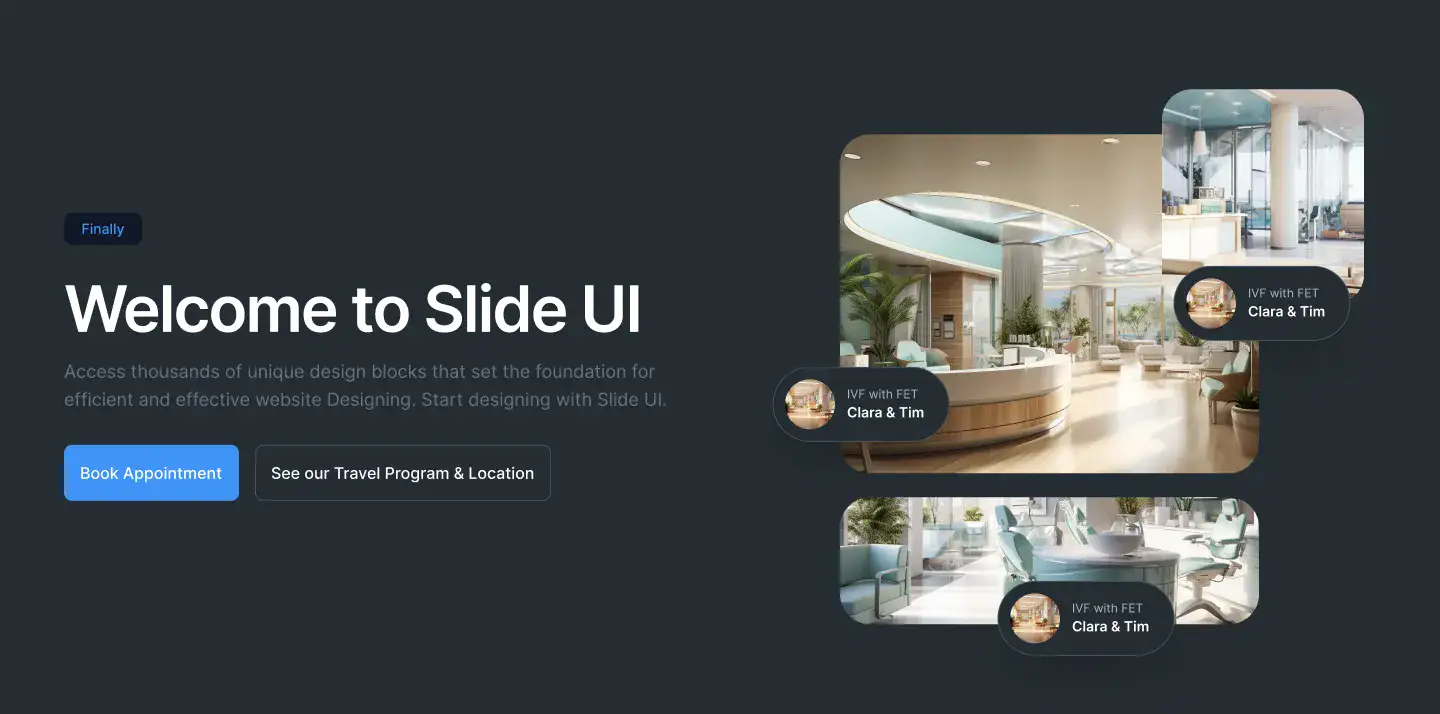 Finally
Welcome to Slide UI
Access thousands of unique design blocks that set the foundation for
efficient and effective website Designing. Start designing with Slide UI.
Book Appointment
See our Travel Program & Location
IVF with FET
Clara & Tim
IVF with FET
Clara & Tim
IVF with FET
Clara & Tim